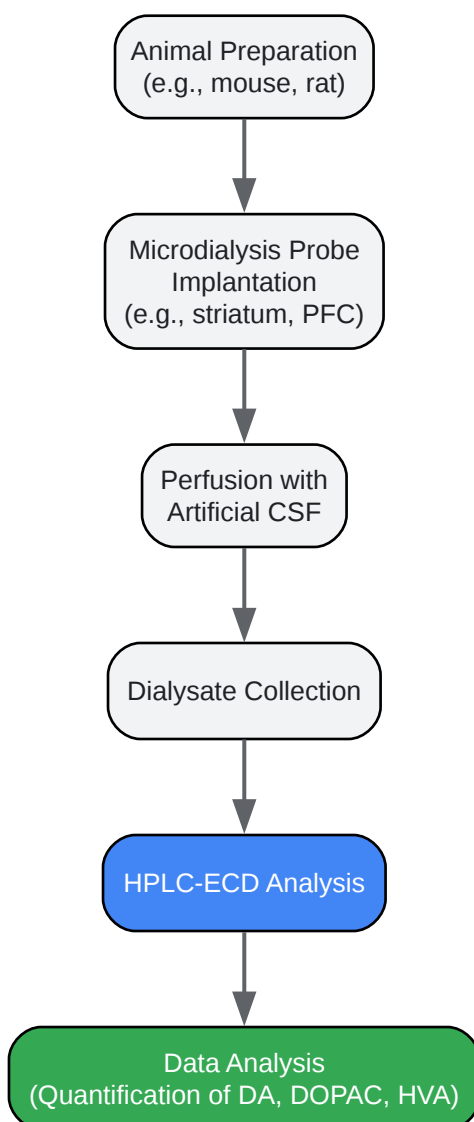 Animal Preparation
(e.g., mouse, rat)
Microdialysis Probe
Implantation
(e.g., striatum, PFC)
Perfusion with
Artificial CSF
Dialysate Collection
HPLC-ECD Analysis
Data Analysis
(Quantification of DA, DOPAC, HVA)